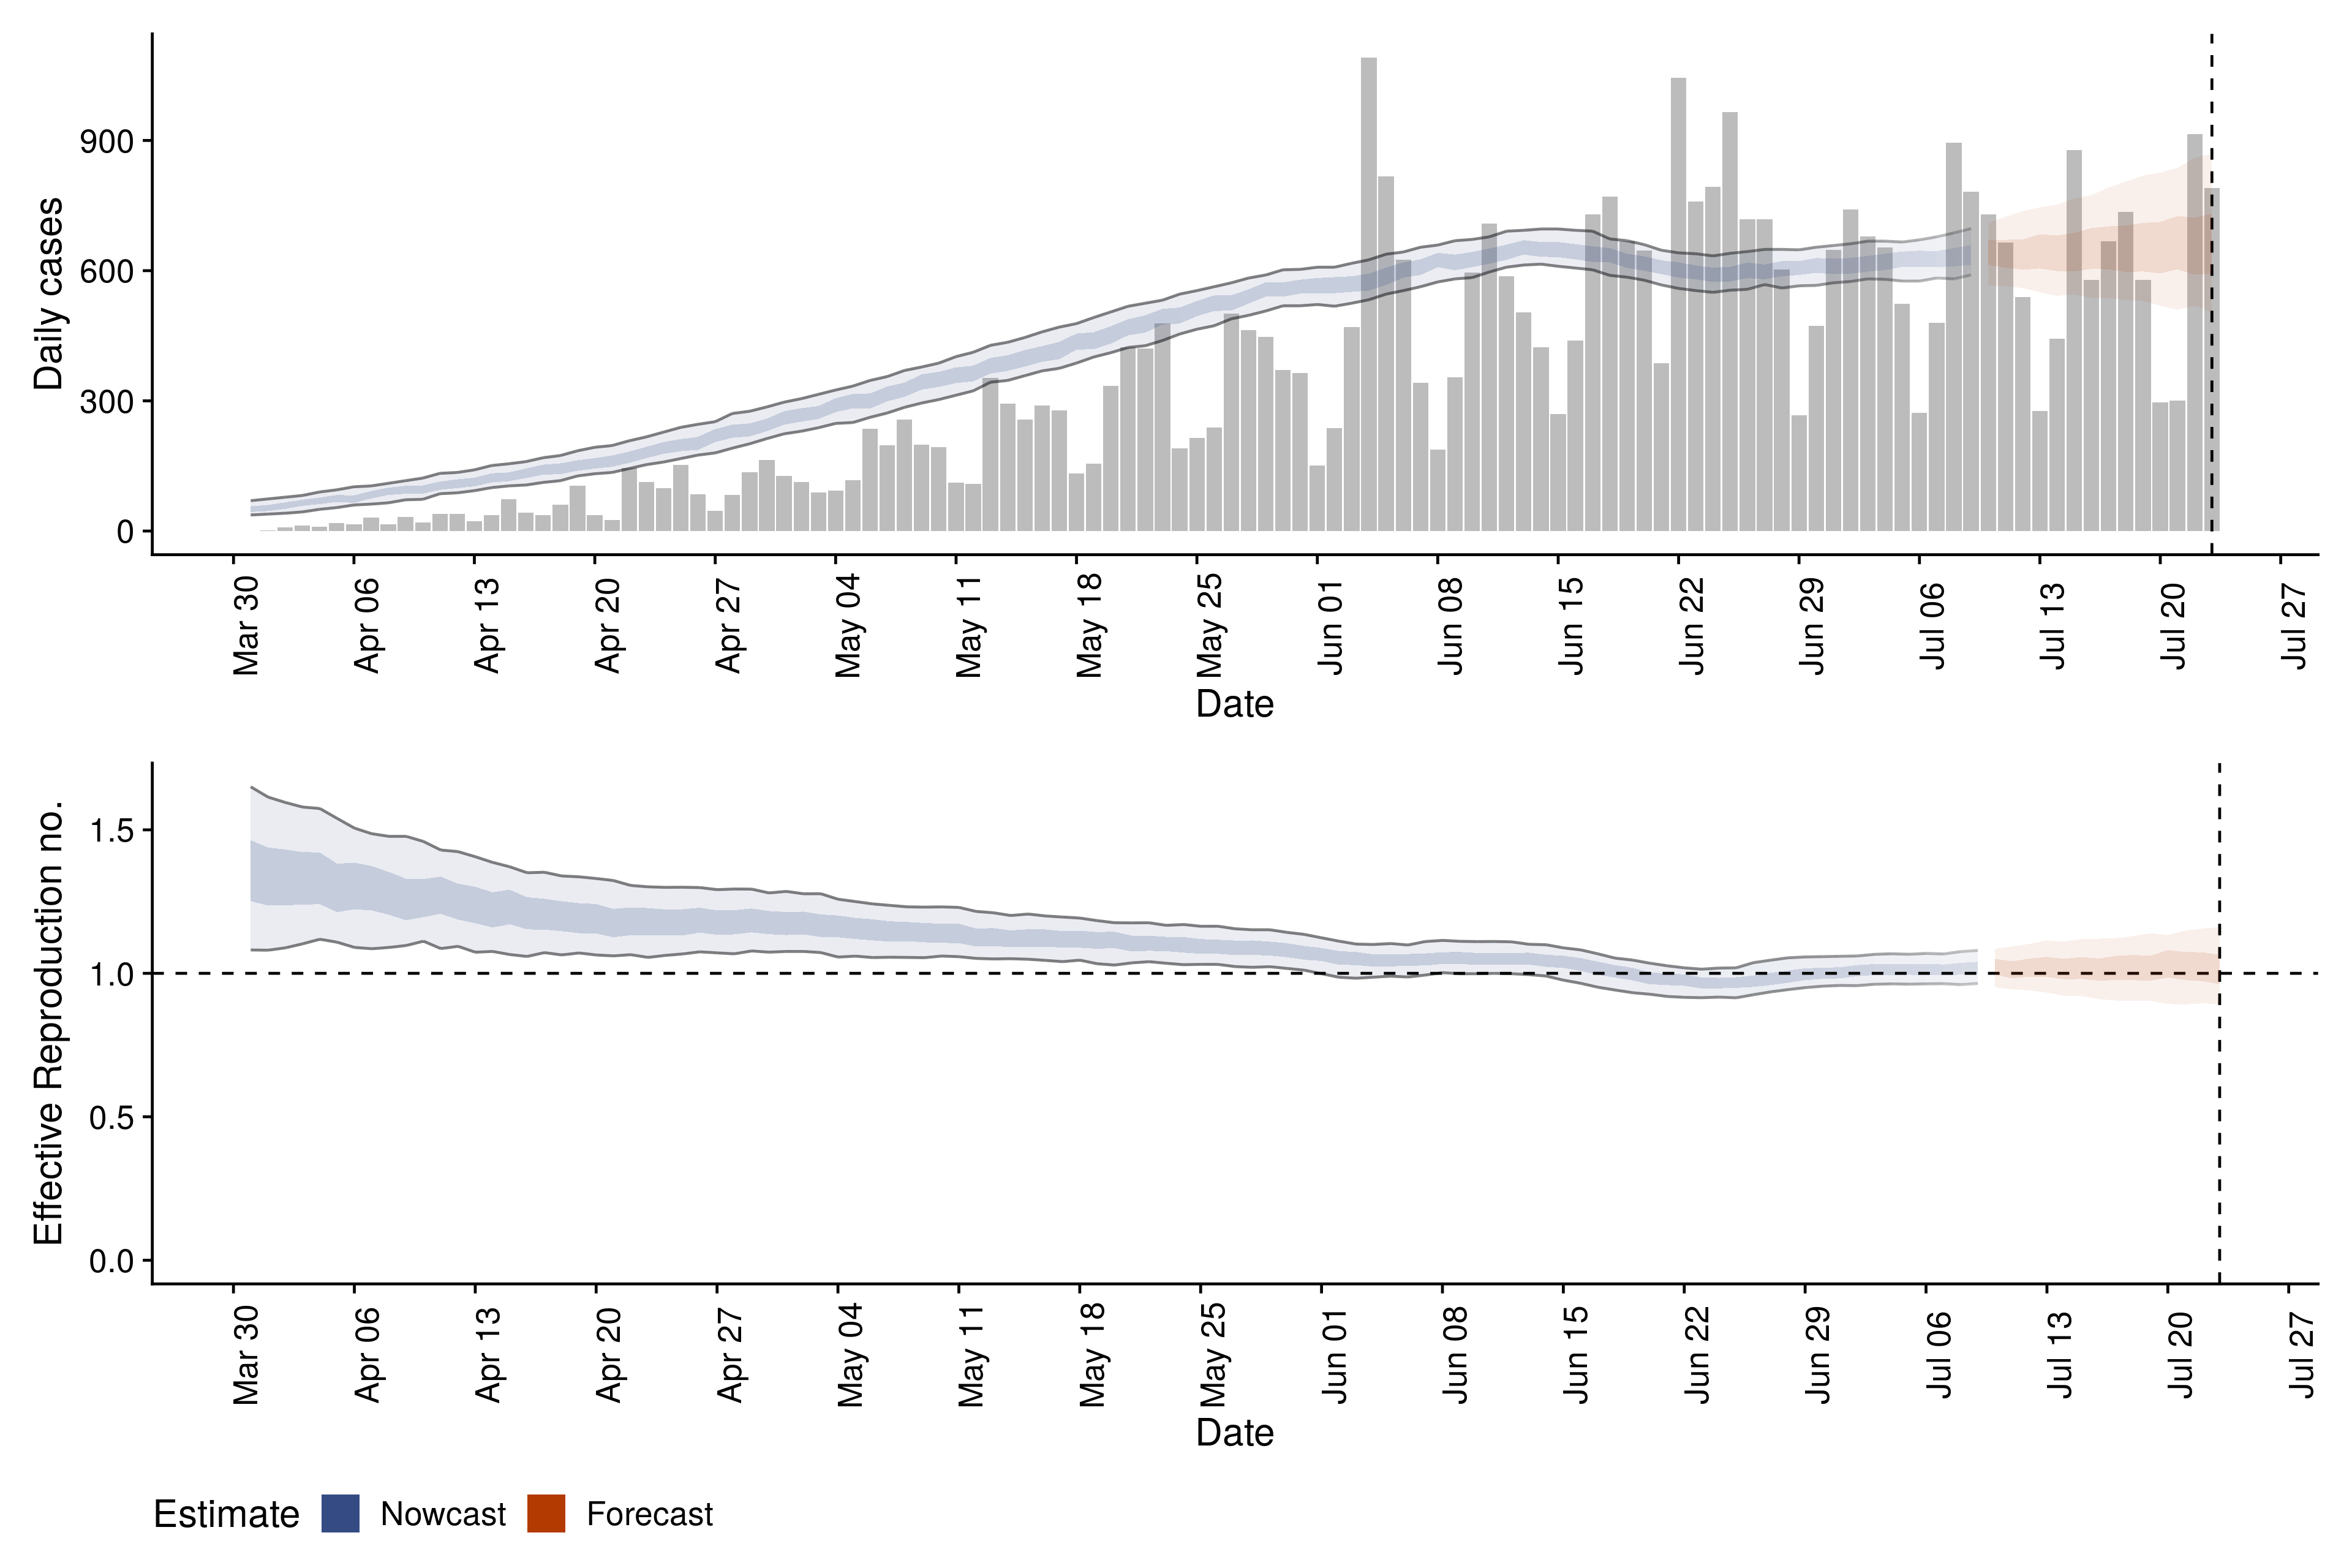 Daily cases
900
600
300
0
Mar 30
Apr 06
Apr 13
Apr 20
Apr 27
May 04
May 11
May 18
May 25
Jun 01
Jun 08
Jun 15
Jun 22
Jun 29
Jul 06
Jul 13
Jul 20
Jul 27
Date
Effective Reproduction no.
1.5
1.0
0.5
0.0
Mar 30
Apr 06
Apr 13
Apr 20
Apr 27
May 04
May 11
May 18
May 25
Jun 01
Jun 08
Jun 15
Jun 22
Jun 29
Jul 06
Jul 13
Jul 20
Jul 27
Date
Estimate Nowcast Forecast